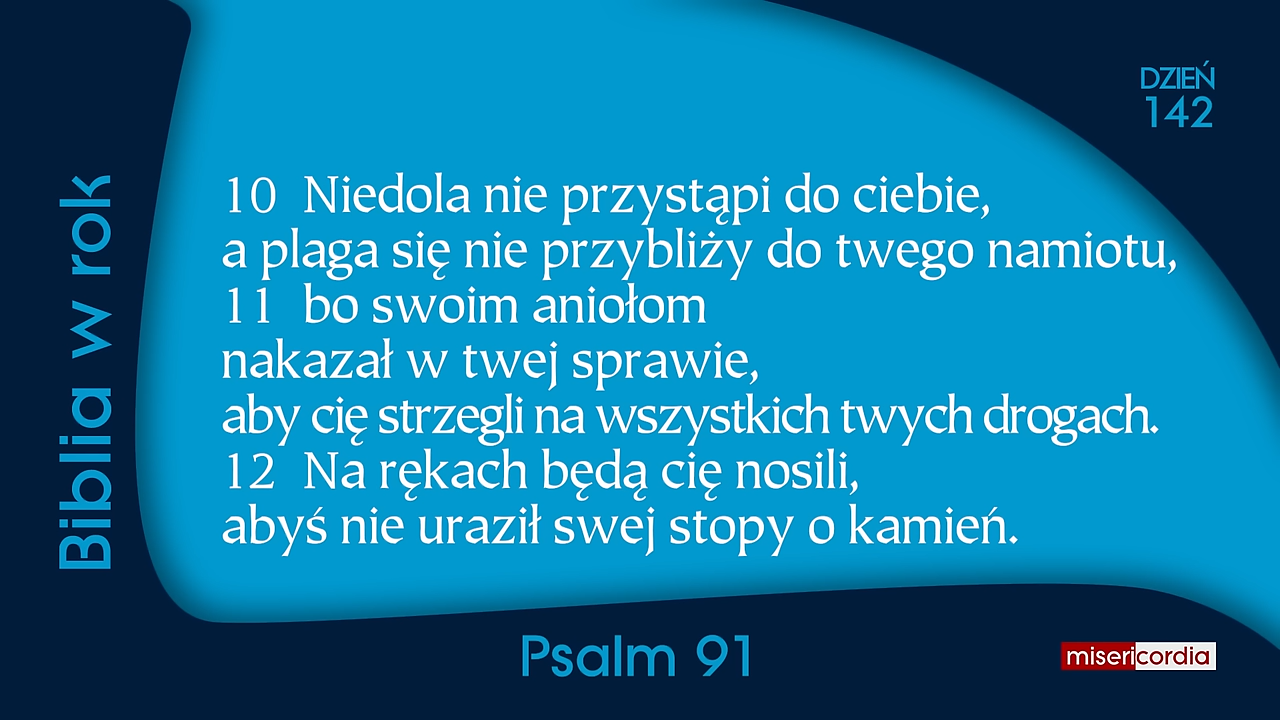 DZIEŃ
142
Biblia w rok
10 Niedola nie przystąpi do ciebie,
a plaga się nie przybliży do twego namiotu,
11 bo swoim aniołom
nakazał w twej sprawie,
aby cię strzegli na wszystkich twych drogach.
12 Na rękach będą cię nosili,
abyś nie uraził swej stopy o kamień.
Psalm 91
misericordia